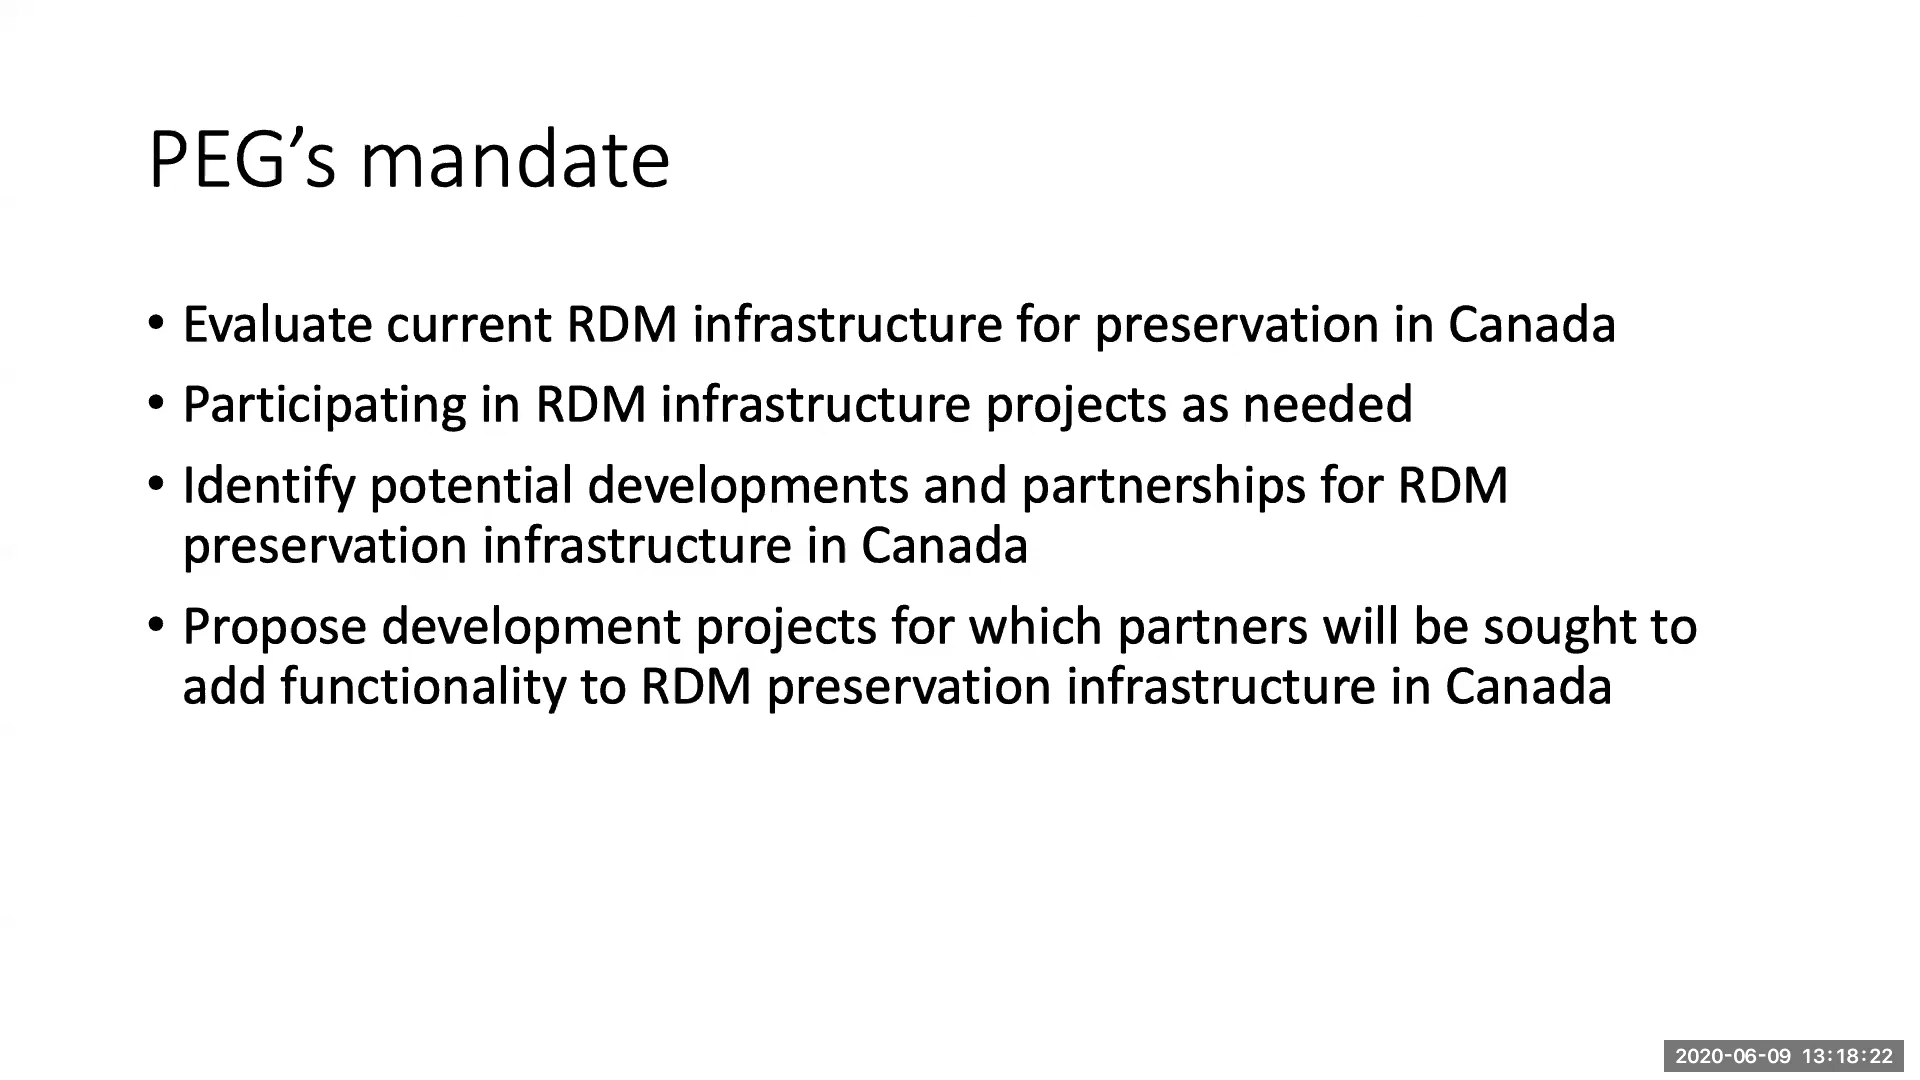 PEG’s mandate
• Evaluate current RDM infrastructure for preservation in Canada
• Participating in RDM infrastructure projects as needed
• Identify potential developments and partnerships for RDM
preservation infrastructure in Canada
• Propose development projects for which partners will be sought to
add functionality to RDM preservation infrastructure in Canada
2020-06-09 13:18:22